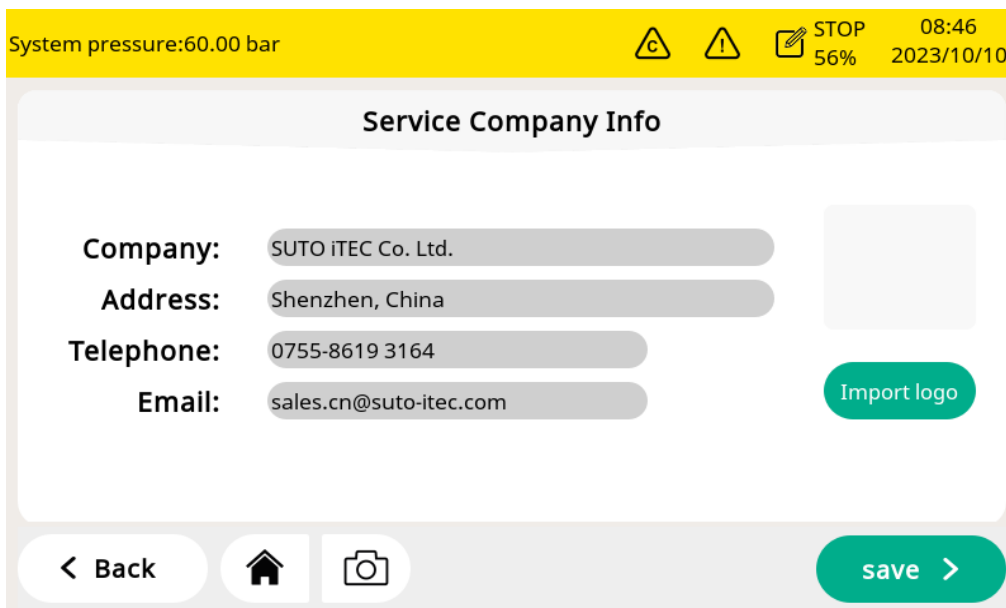 System pressure:60.00 bar
C
!
STOP
56%
08:46
2023/10/10
Service Company Info
Company: SUTO iTEC Co. Ltd.
Address: Shenzhen, China
Telephone: 0755-8619 3164
Email: sales.cn@suto-itec.com
Import logo
Back
save